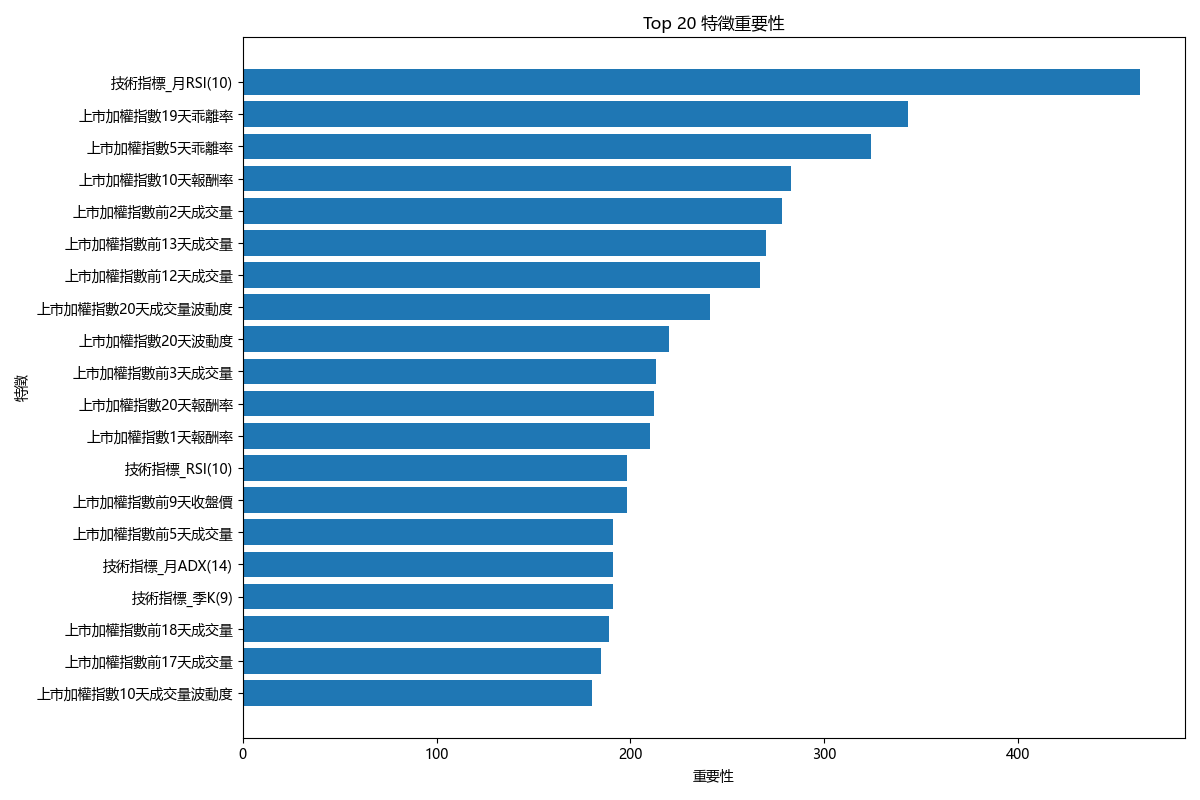 Top 20 特徵重要性
特徵
技術指標_月RSI(10)
上市加權指數19天乖離率
上市加權指數5天乖離率
上市加權指數10天報酬率
上市加權指數前2天成交量
上市加權指數前13天成交量
上市加權指數前12天成交量
上市加權指數20天成交量波動度
上市加權指數20天波動度
上市加權指數前3天成交量
上市加權指數20天報酬率
上市加權指數1天報酬率
技術指標_RSI(10)
上市加權指數前9天收盤價
上市加權指數前5天成交量
技術指標_月ADX(14)
技術指標_季K(9)
上市加權指數前18天成交量
上市加權指數前17天成交量
上市加權指數10天成交量波動度
0 100 200 300 400
重要性